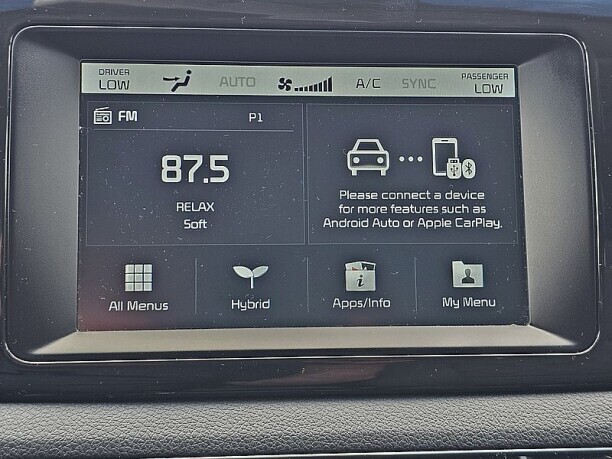 DRIVER
LOW
AUTO
A/C
SYNC
PASSENGER
LOW
FM
P1
87.5
RELAX
Soft
Please connect a device
for more features such as
Android Auto or Apple CarPlay.
All Menus
Hybrid
Apps/Info
My Menu